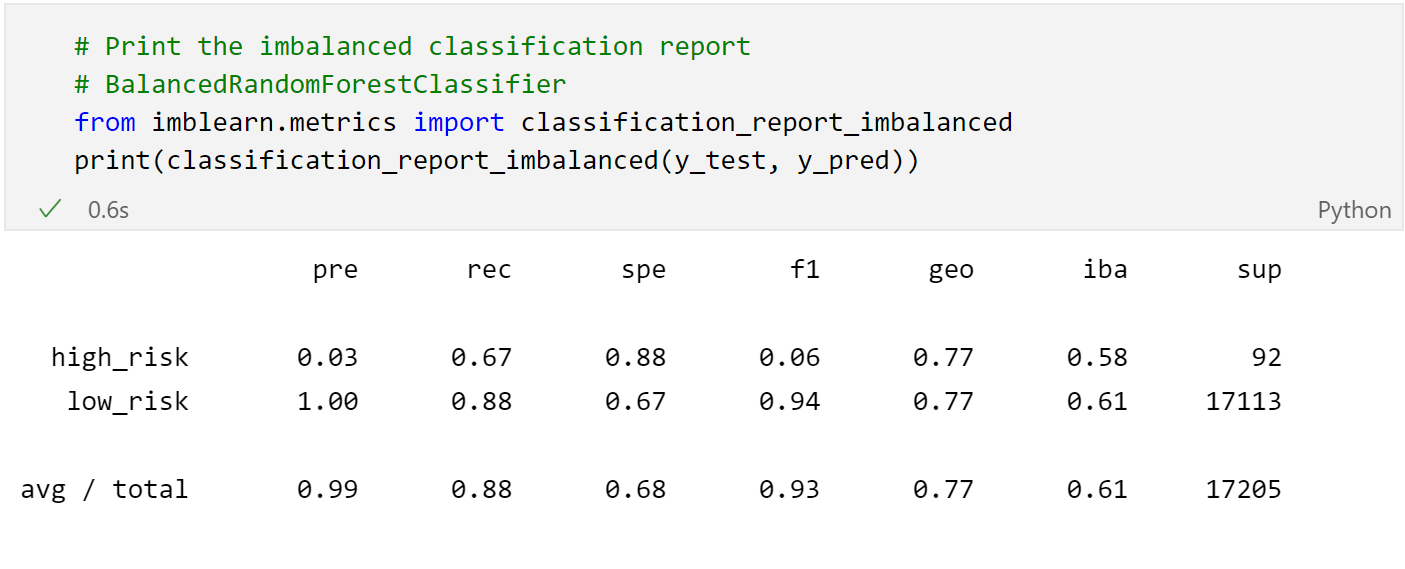 # Print the imbalanced classification report
# BalancedRandomForestClassifier
from imblearn.metrics import classification_report_imbalanced
print(classification_report_imbalanced(y_test, y_pred))
0.6s Python
pre rec spe f1 geo iba sup
high_risk 0.03 0.67 0.88 0.06 0.77 0.58 92
low_risk 1.00 0.88 0.67 0.94 0.77 0.61 17113
avg / total 0.99 0.88 0.68 0.93 0.77 0.61 17205